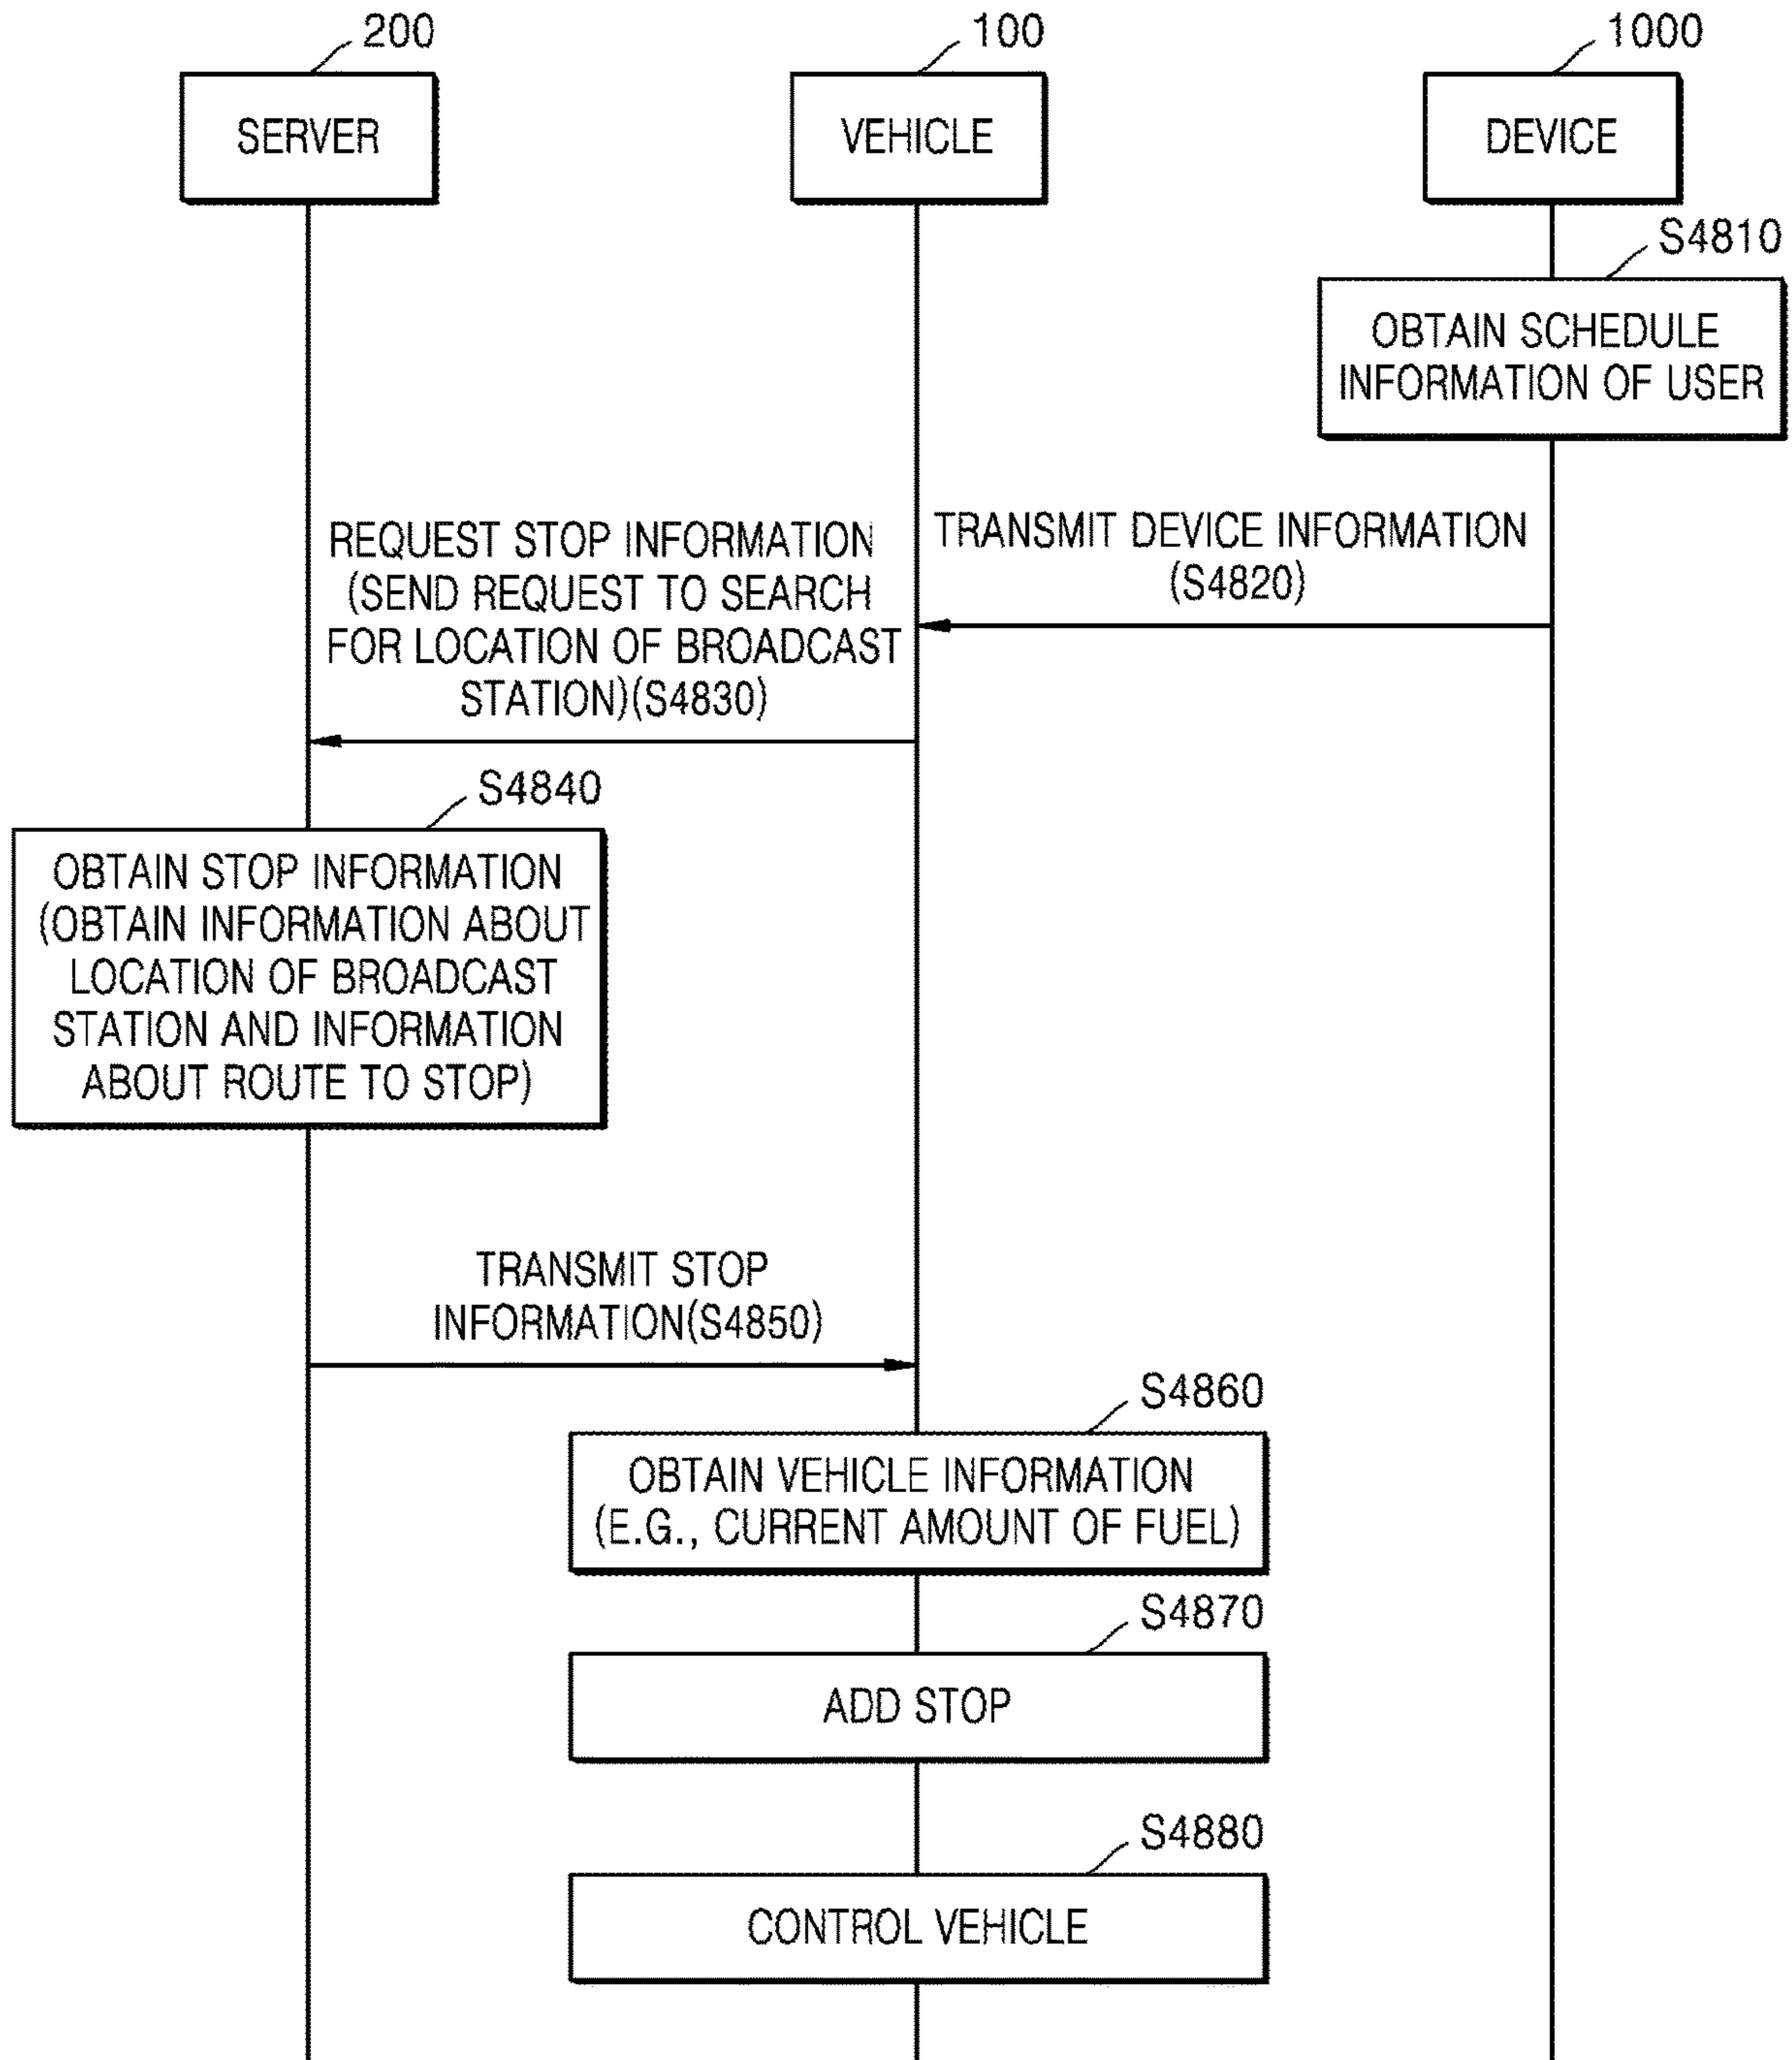 200
100
1000
SERVER
VEHICLE
DEVICE
S4810
OBTAIN SCHEDULE
INFORMATION OF USER
TRANSMIT DEVICE INFORMATION
(S4820)
REQUEST STOP INFORMATION
(SEND REQUEST TO SEARCH
FOR LOCATION OF BROADCAST
STATION)(S4830)
S4840
OBTAIN STOP INFORMATION
(OBTAIN INFORMATION ABOUT
LOCATION OF BROADCAST
STATION AND INFORMATION
ABOUT ROUTE TO STOP)
TRANSMIT STOP
INFORMATION(S4850)
S4860
OBTAIN VEHICLE INFORMATION
(E.G., CURRENT AMOUNT OF FUEL)
S4870
ADD STOP
S4880
CONTROL VEHICLE